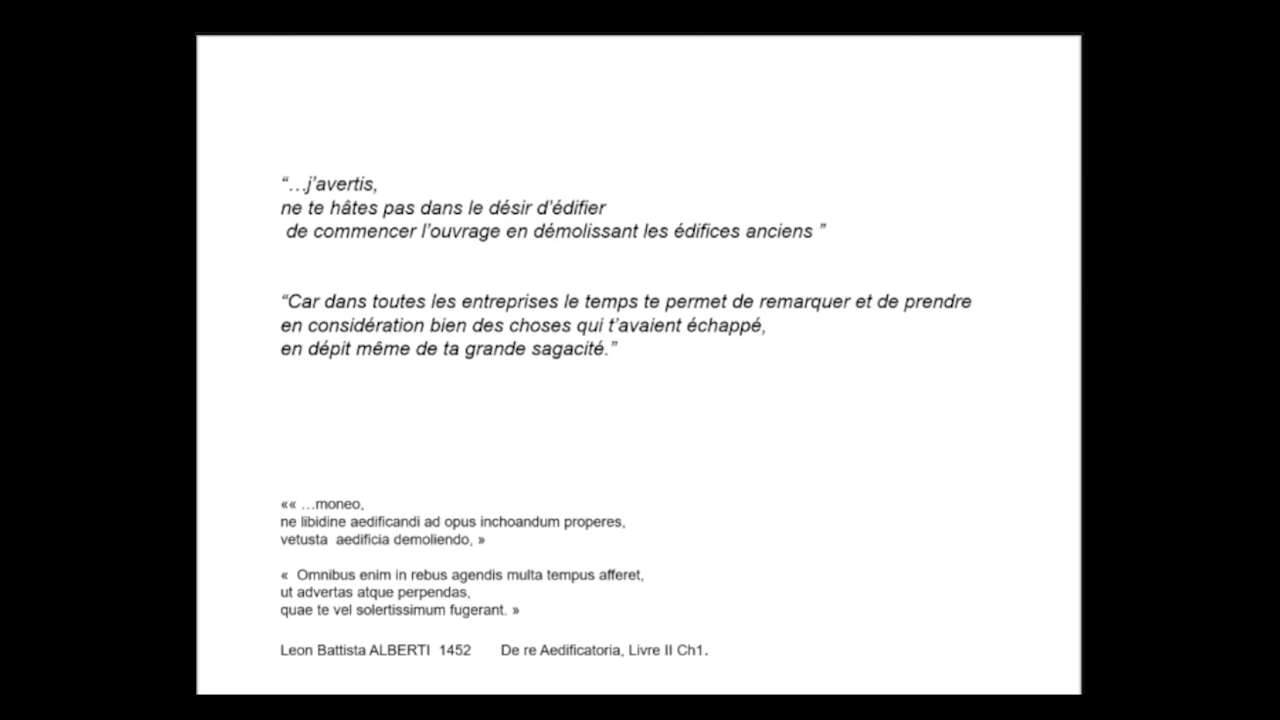 “…j’avertis,
ne te hâtes pas dans le désir d’édifier
de commencer l’ouvrage en démolissant les édifices anciens ”
“Car dans toutes les entreprises le temps te permet de remarquer et de prendre
en considération bien des choses qui t’avaient échappé,
en dépit même de ta grande sagacité.”
«« …moneo,
ne libidine aedificandi ad opus inchoandum properes,
vetusta aedificia demoliendo, »
« Omnibus enim in rebus agendis multa tempus afferet,
ut advertas atque perpendas,
quae te vel solertissimum fugerant. »
Leon Battista ALBERTI 1452 De re Aedificatoria, Livre II Ch1.